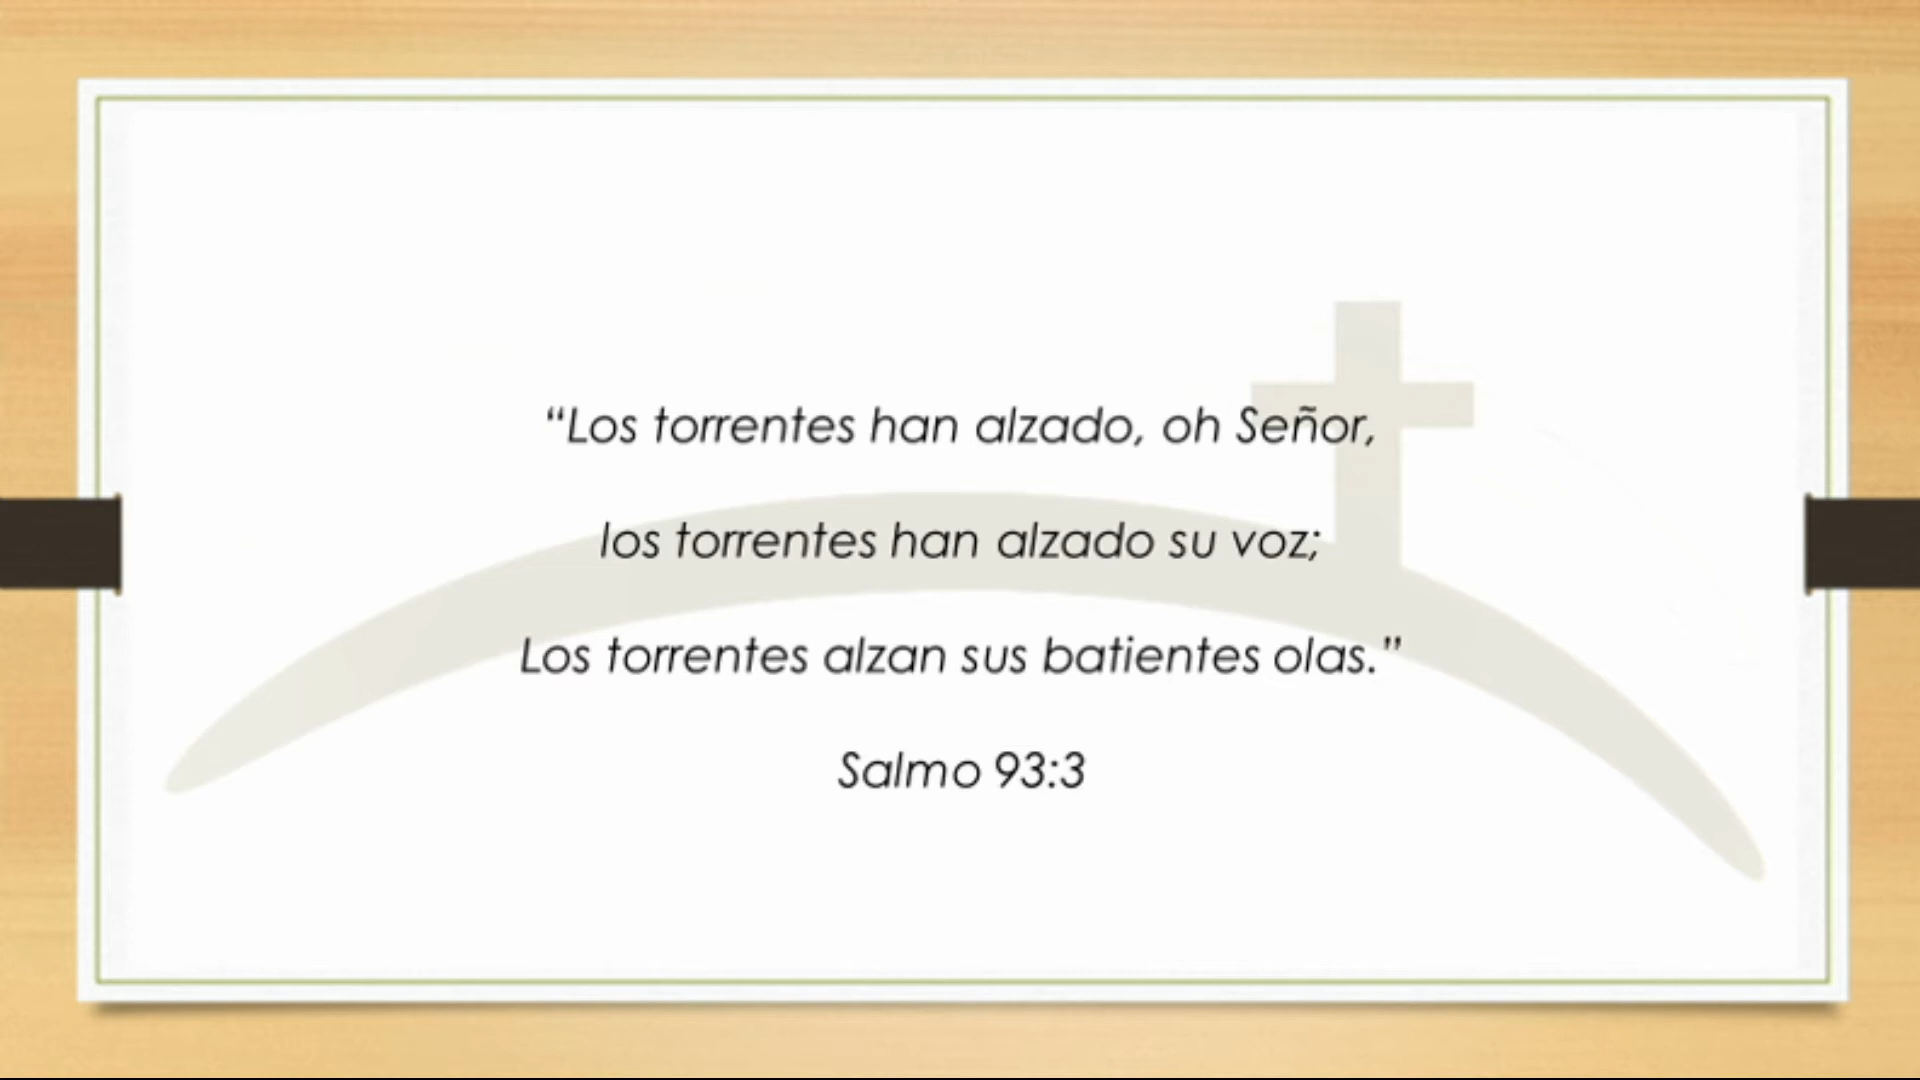 “Los torrentes han alzado, oh Señor,
los torrentes han alzado su voz;
Los torrentes alzan sus batientes olas.”
Salmo 93:3